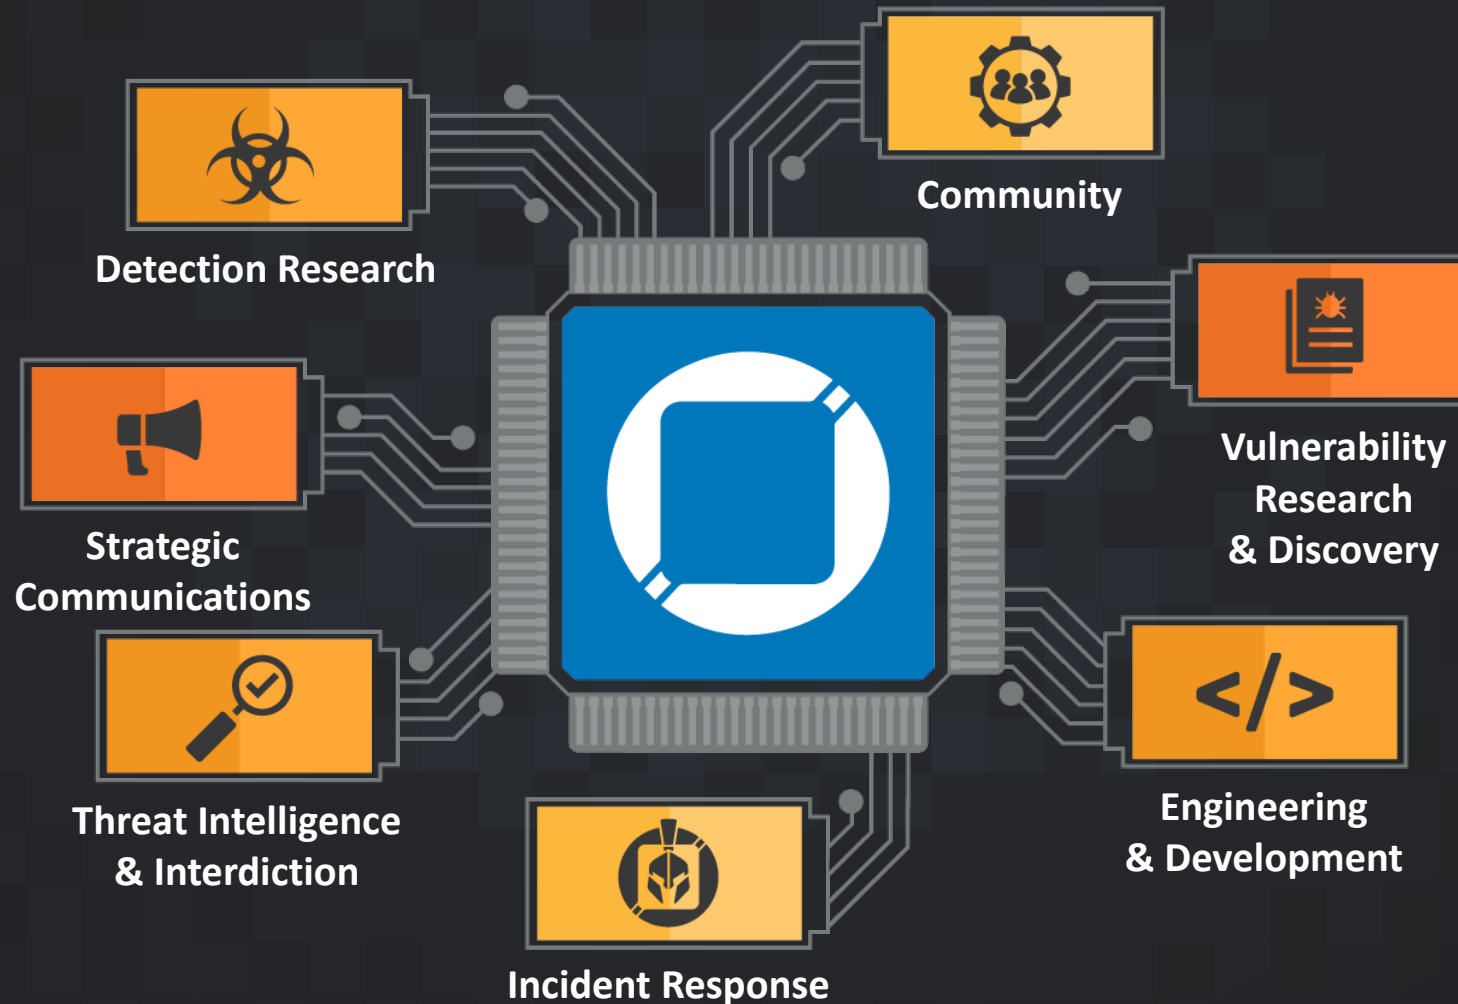 Community
Detection Research
Vulnerability
Research
& Discovery
Strategic
Communications
Threat Intelligence
& Interdiction
</>
Engineering
& Development
Incident Response